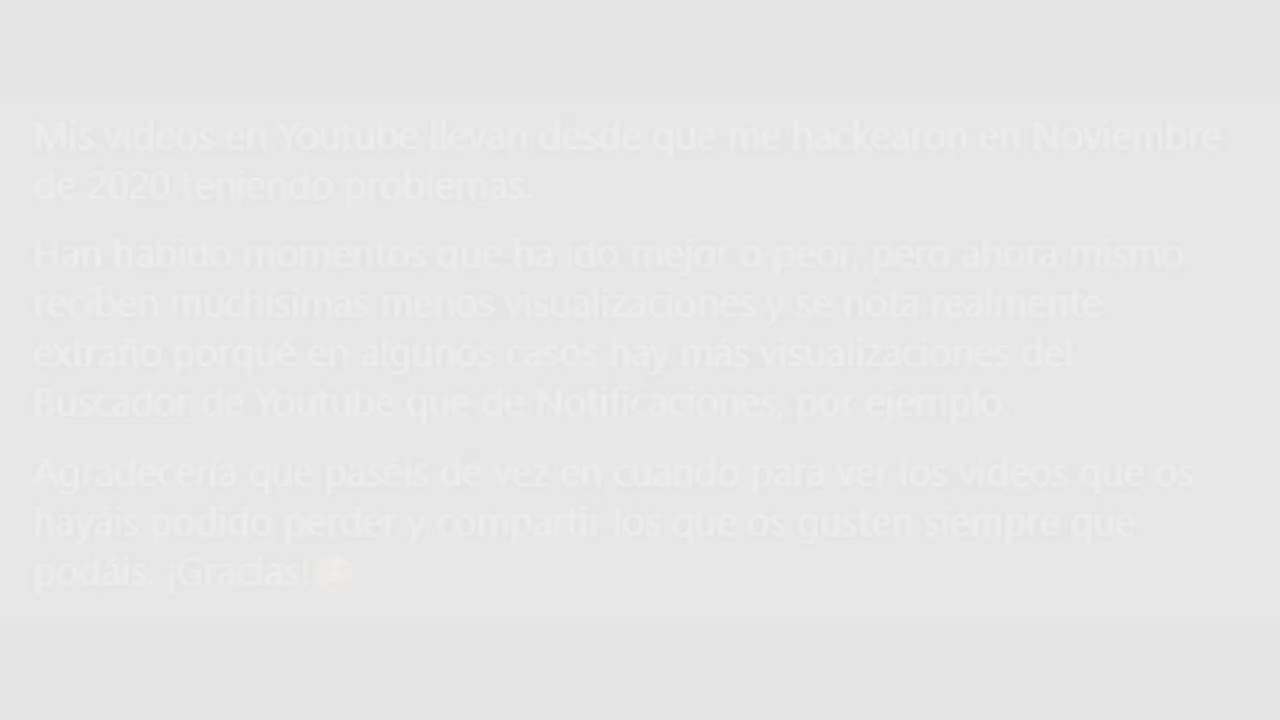 Mis videos en Youtube llevan desde que me hackearon en Noviembre
de 2020 teniendo problemas.
Han habido momentos que ha ido mejor o peor, pero ahora mismo
reciben muchísimas menos visualizaciones y se nota realmente
extraño porqué en algunos casos hay más visualizaciones del
Buscador de Youtube que de Notificaciones, por ejemplo.
Agradecería que paséis de vez en cuando para ver los videos que os
hayáis podido perder y compartir los que os gusten siempre que
podáis. ¡Gracias!